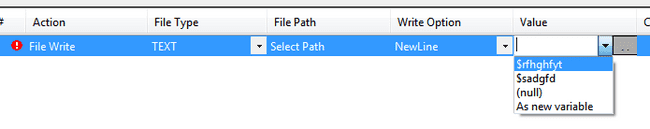 # Action File Type File Path Write Option Value C
File Write TEXT Select Path NewLine ..
$rfhghfyt
$sadgfd
(null)
As new variable